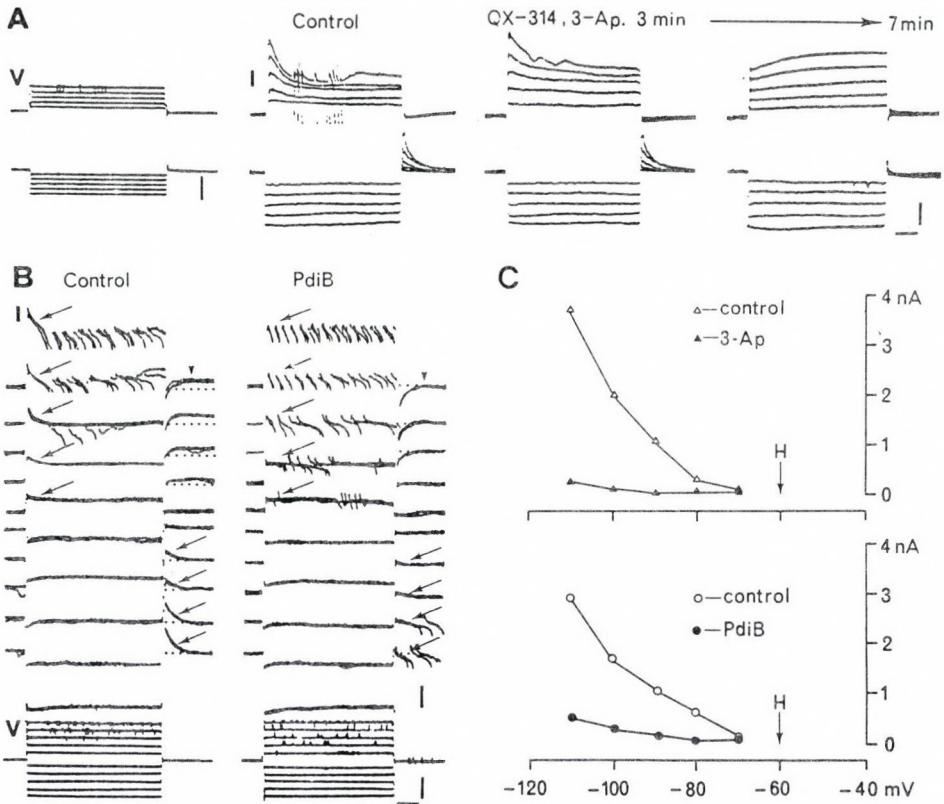 A
Control
QX-314, 3-Ap. 3 min
7min
V
I
B
Control
PdiB
I
V
C
control
3-Ap
4 nA
3
2
1
0
H
control
PdiB
4 nA
3
2
1
0
H
-120 -100 -80 -60 -40 mV